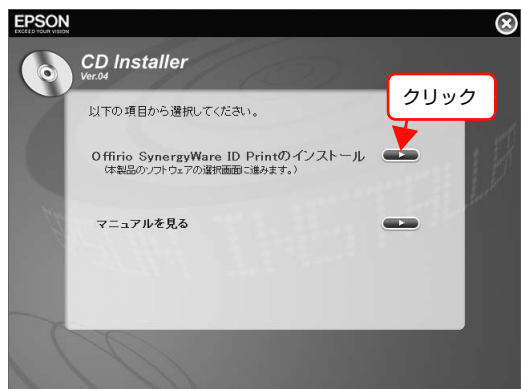 EPSON
EXCEED YOUR VISION
CD Installer
Ver.04
クリック
以下の項目から選択してください。
Offirio SynergyWare ID Printのインストール
(本製品のソフトウェアの選択画面に進みます。)
マニュアルを見る